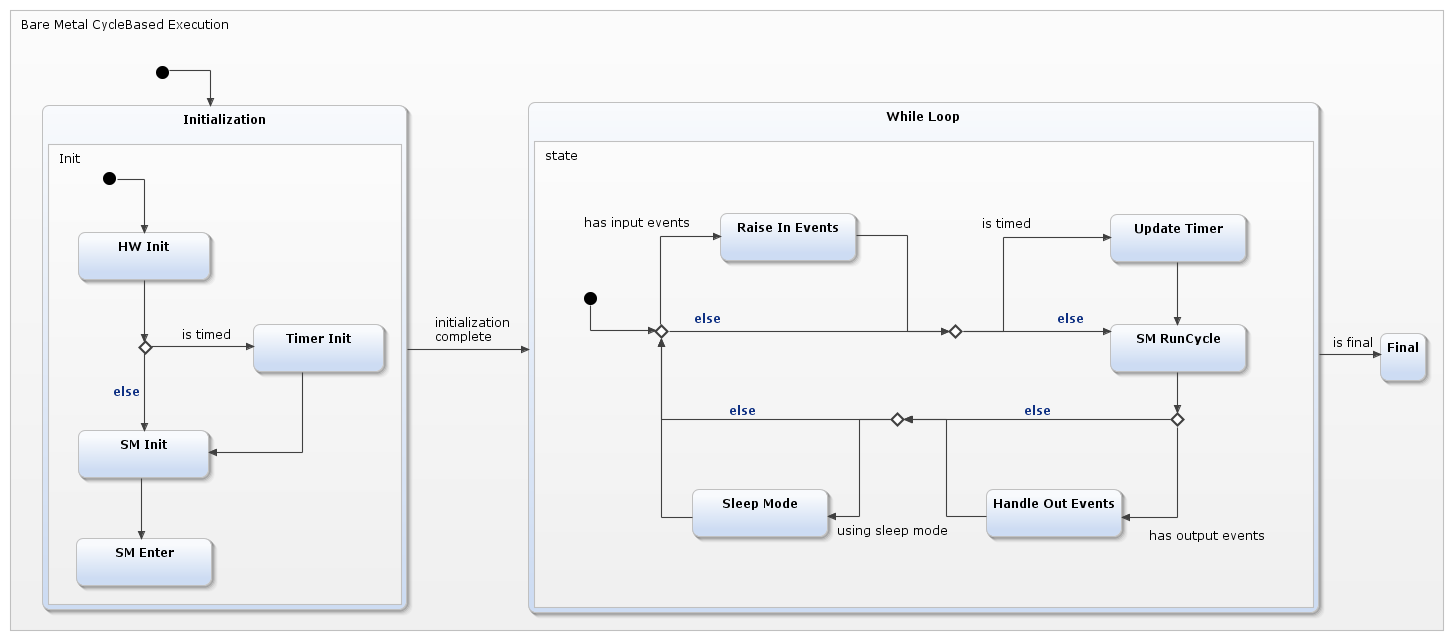 Bare Metal CycleBased Execution
Initialization
Init
HW Init
is timed
Timer Init
else
SM Init
SM Enter
initialization
complete
While Loop
state
has input events
Raise In Events
is timed
Update Timer
else
else
SM RunCycle
else
else
Sleep Mode
using sleep mode
Handle Out Events
has output events
is final
Final